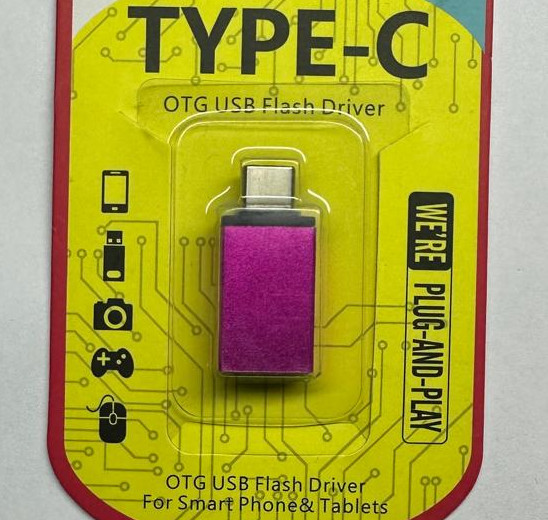 TYPE-C
OTG USB Flash Driver
WE'RE PLUG-AND-PLAY
OTG USB Flash Driver
For Smart Phone& Tablets